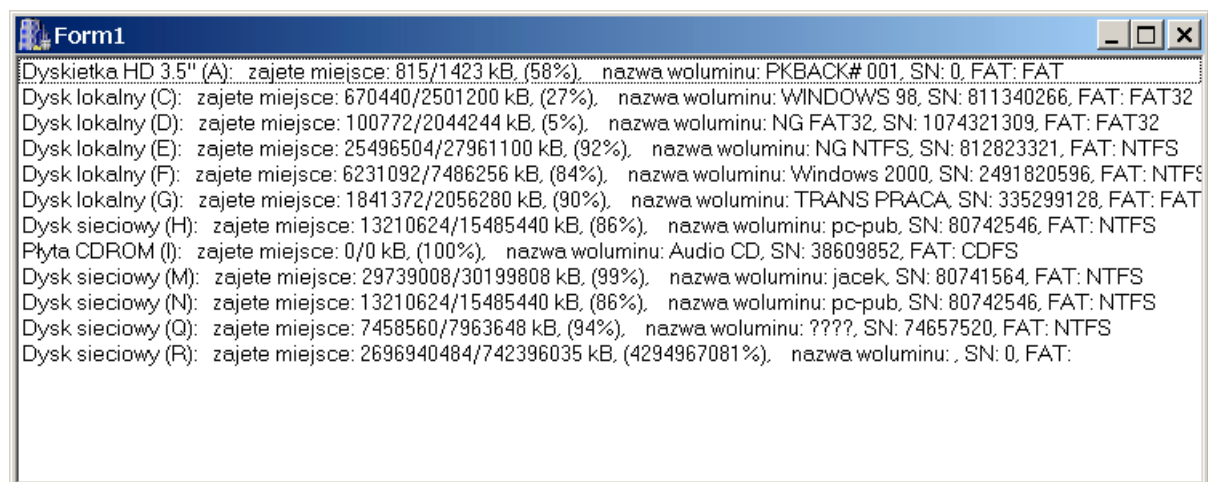 Form1
Dyskietka HD 3.5" (A): zajete miejsce: 815/1423 kB, (58%), nazwa woluminu: PKBACK# 001, SN: 0, FAT: FAT
Dysk lokalny (C): zajete miejsce: 670440/2501200 kB, (27%), nazwa woluminu: WINDOWS 98, SN: 811340266, FAT: FAT32
Dysk lokalny (D): zajete miejsce: 100772/2044244 kB, (5%), nazwa woluminu: NG FAT32, SN: 1074321309, FAT: FAT32
Dysk lokalny (E): zajete miejsce: 25496504/27961100 kB, (92%), nazwa woluminu: NG NTFS, SN: 812823321, FAT: NTFS
Dysk lokalny (F): zajete miejsce: 6231092/7486256 kB, (84%), nazwa woluminu: Windows 2000, SN: 2491820596, FAT: NTFS
Dysk lokalny (G): zajete miejsce: 1841372/2056280 kB, (90%), nazwa woluminu: TRANS PRACA, SN: 335299128, FAT: FAT
Dysk sieciowy (H): zajete miejsce: 13210624/15485440 kB, (86%), nazwa woluminu: pc-pub, SN: 80742546, FAT: NTFS
Płyta CDROM (I): zajete miejsce: 0/0 kB, (100%), nazwa woluminu: Audio CD, SN: 38609852, FAT: CDFS
Dysk sieciowy (M): zajete miejsce: 29739008/30199808 kB, (99%), nazwa woluminu: jacek, SN: 80741564, FAT: NTFS
Dysk sieciowy (N): zajete miejsce: 13210624/15485440 kB, (86%), nazwa woluminu: pc-pub, SN: 80742546, FAT: NTFS
Dysk sieciowy (Q): zajete miejsce: 7458560/7963648 kB, (94%), nazwa woluminu: ????, SN: 74657520, FAT: NTFS
Dysk sieciowy (R): zajete miejsce: 2696940484/742396035 kB, (4294967081%), nazwa woluminu: , SN: 0, FAT: